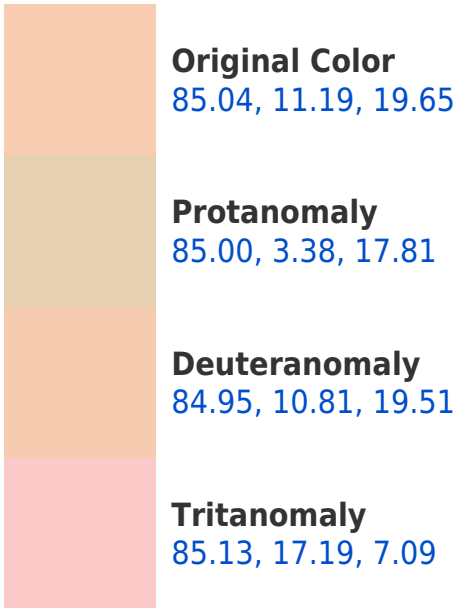 Original Color
85.04, 11.19, 19.65
Protanomaly
85.00, 3.38, 17.81
Deuteranomaly
84.95, 10.81, 19.51
Tritanomaly
85.13, 17.19, 7.09